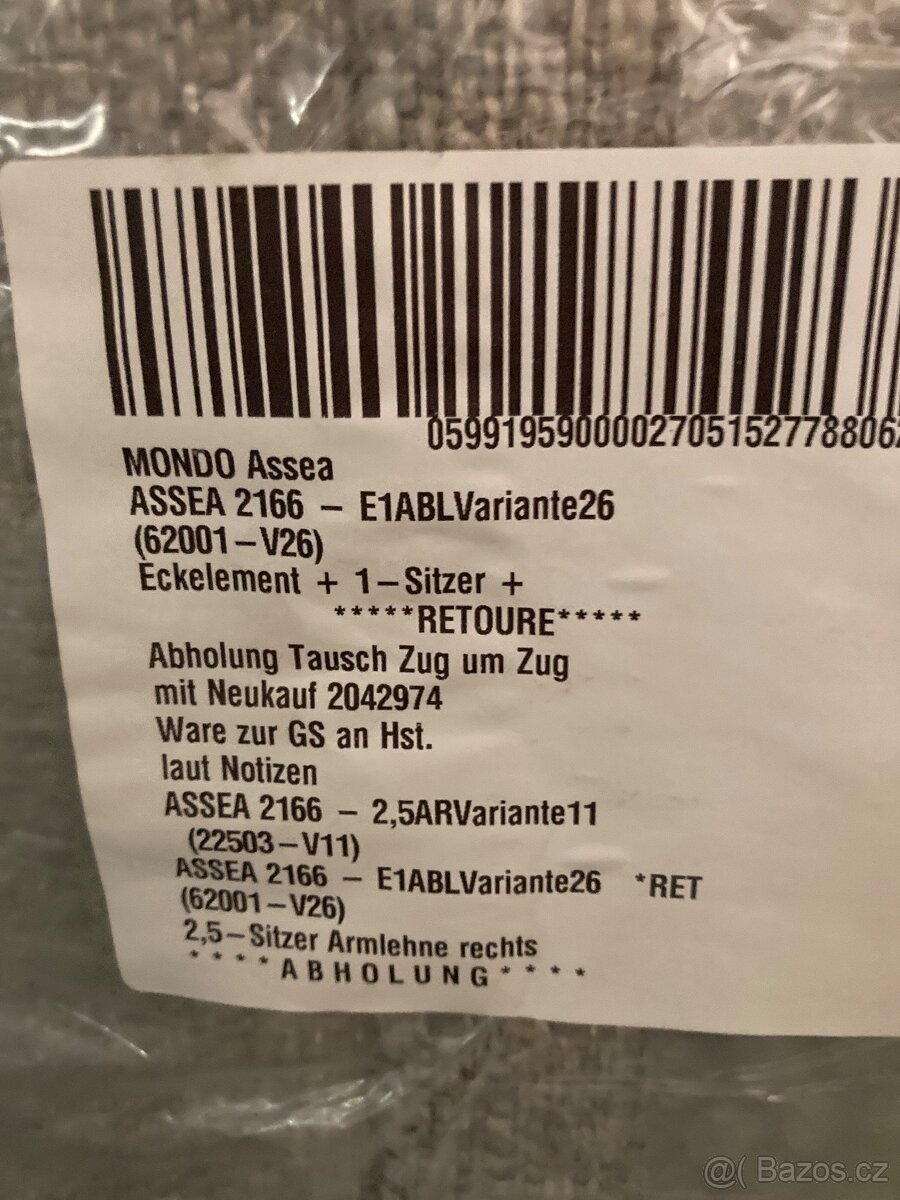 05991959000027051527788062
MONDO Assea
ASSEA 2166 – E1ABLVariante26
(62001–V26)
Eckelement + 1–Sitzer +
*****RETOURE*****
Abholung Tausch Zug um Zug
mit Neukauf 2042974
Ware zur GS an Hst.
laut Notizen
ASSEA 2166 – 2,5ARVariante11
(22503–V11)
ASSEA 2166 – E1ABLVariante26 *RET
(62001–V26)
2,5–Sitzer Armlehne rechts
****ABHOLUNG****
@( Bazos.cz